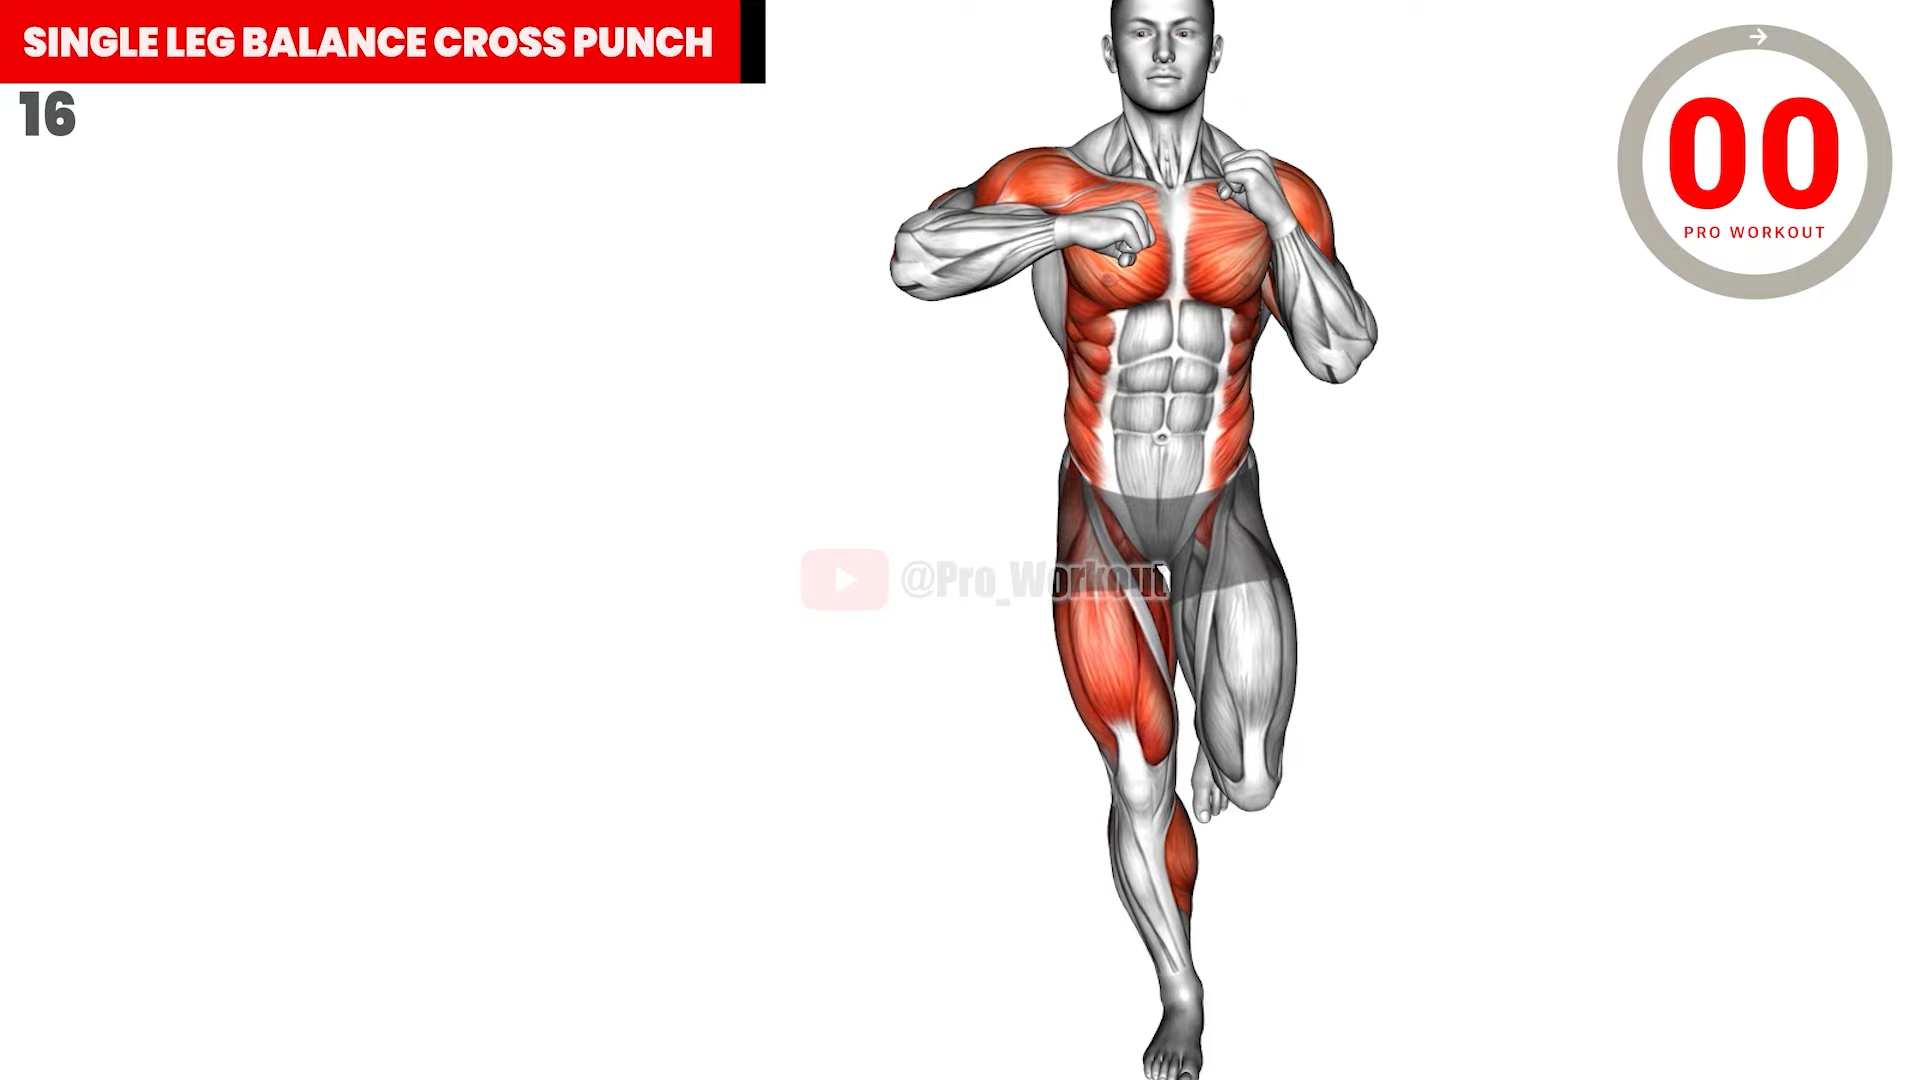 SINGLE LEG BALANCE CROSS PUNCH
16
00
PRO WORKOUT
@Pro_Workout